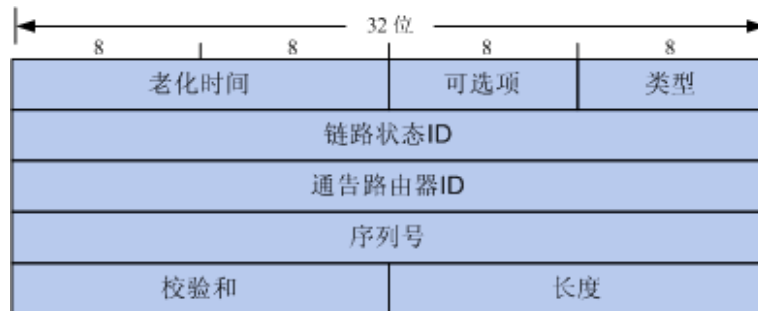 32 位
8 8 8 8
老化时间 可选项 类型
链路状态ID
通告路由器ID
序列号
校验和 长度